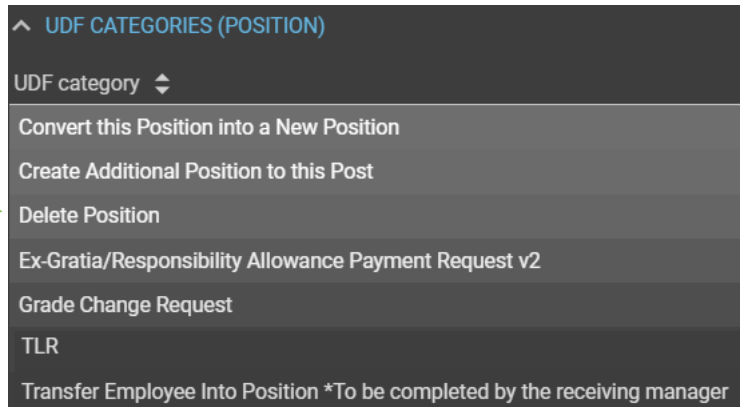 UDF CATEGORIES (POSITION)
UDF category
Convert this Position into a New Position
Create Additional Position to this Post
Delete Position
Ex-Gratia/Responsibility Allowance Payment Request v2
Grade Change Request
TLR
Transfer Employee Into Position *To be completed by the receiving manager